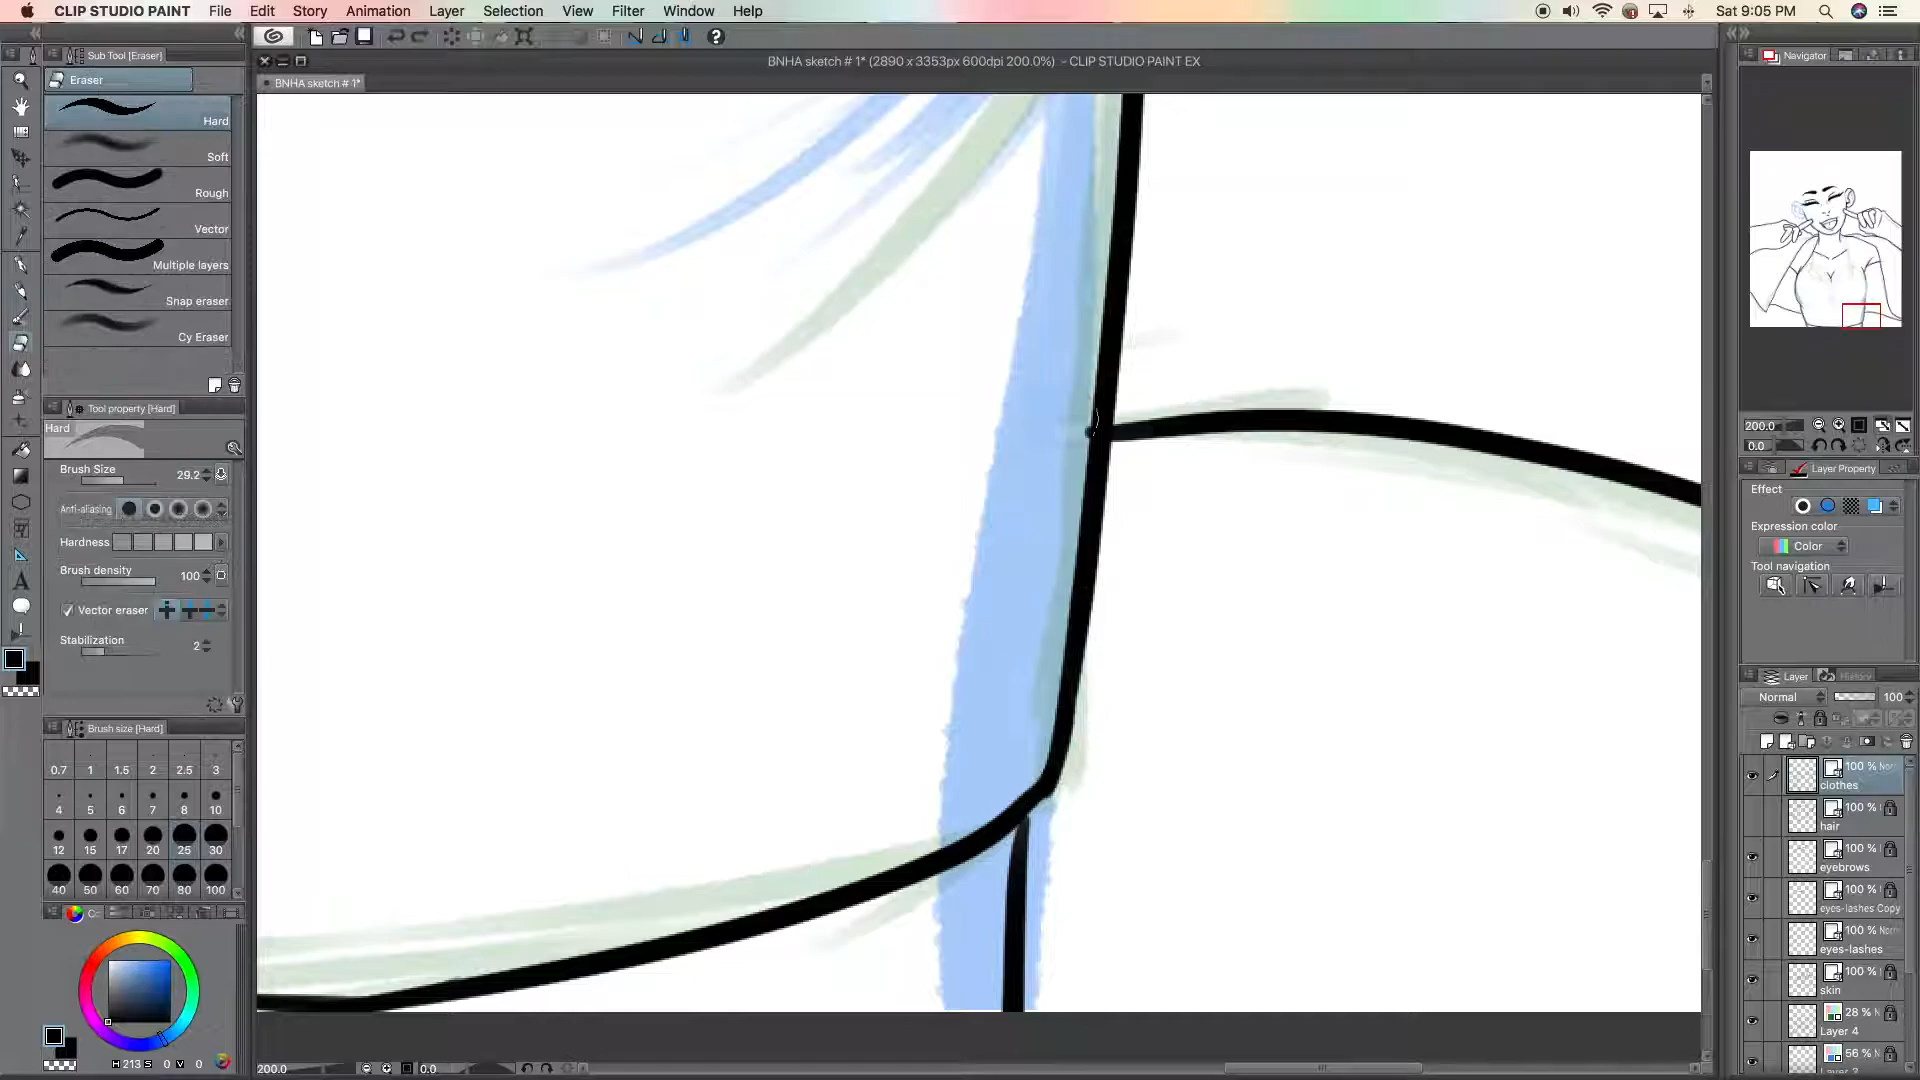 CLIP STUDIO PAINT File Edit Story Animation Layer Selection View Filter Window Help Sat 9:05 PM
Sub Tool [Eraser]
Eraser
Hard
Soft
Rough
Vector
Multiple layers
Snap eraser
Cy Eraser
Tool property [Hard]
Hard
Brush Size 29.2
Anti-aliasing
Hardness
Brush density 100
Vector eraser
Stabilization 2
Brush size [Hard]
0.7 1 1.5 2 2.5 3
4 5 6 7 8 10
12 15 17 20 25 30
40 50 60 70 80 100
H 213 S 0 V 0
BNHA sketch # 1* (2890 x 3353px 600dpi 200.0%) - CLIP STUDIO PAINT EX
BNHA sketch # 1*
200.0 0.0
Navigator
200.0
0.0
Layer Property
Effect
Expression color
Color
Tool navigation
Layer History
Normal 100
100 % Nor
clothes
100 %
hair
100 %
eyebrows
100 %
eyes-lashes Copy
100 % Nor
eyes-lashes
100 %
skin
28 % N
Layer 4
56 % N